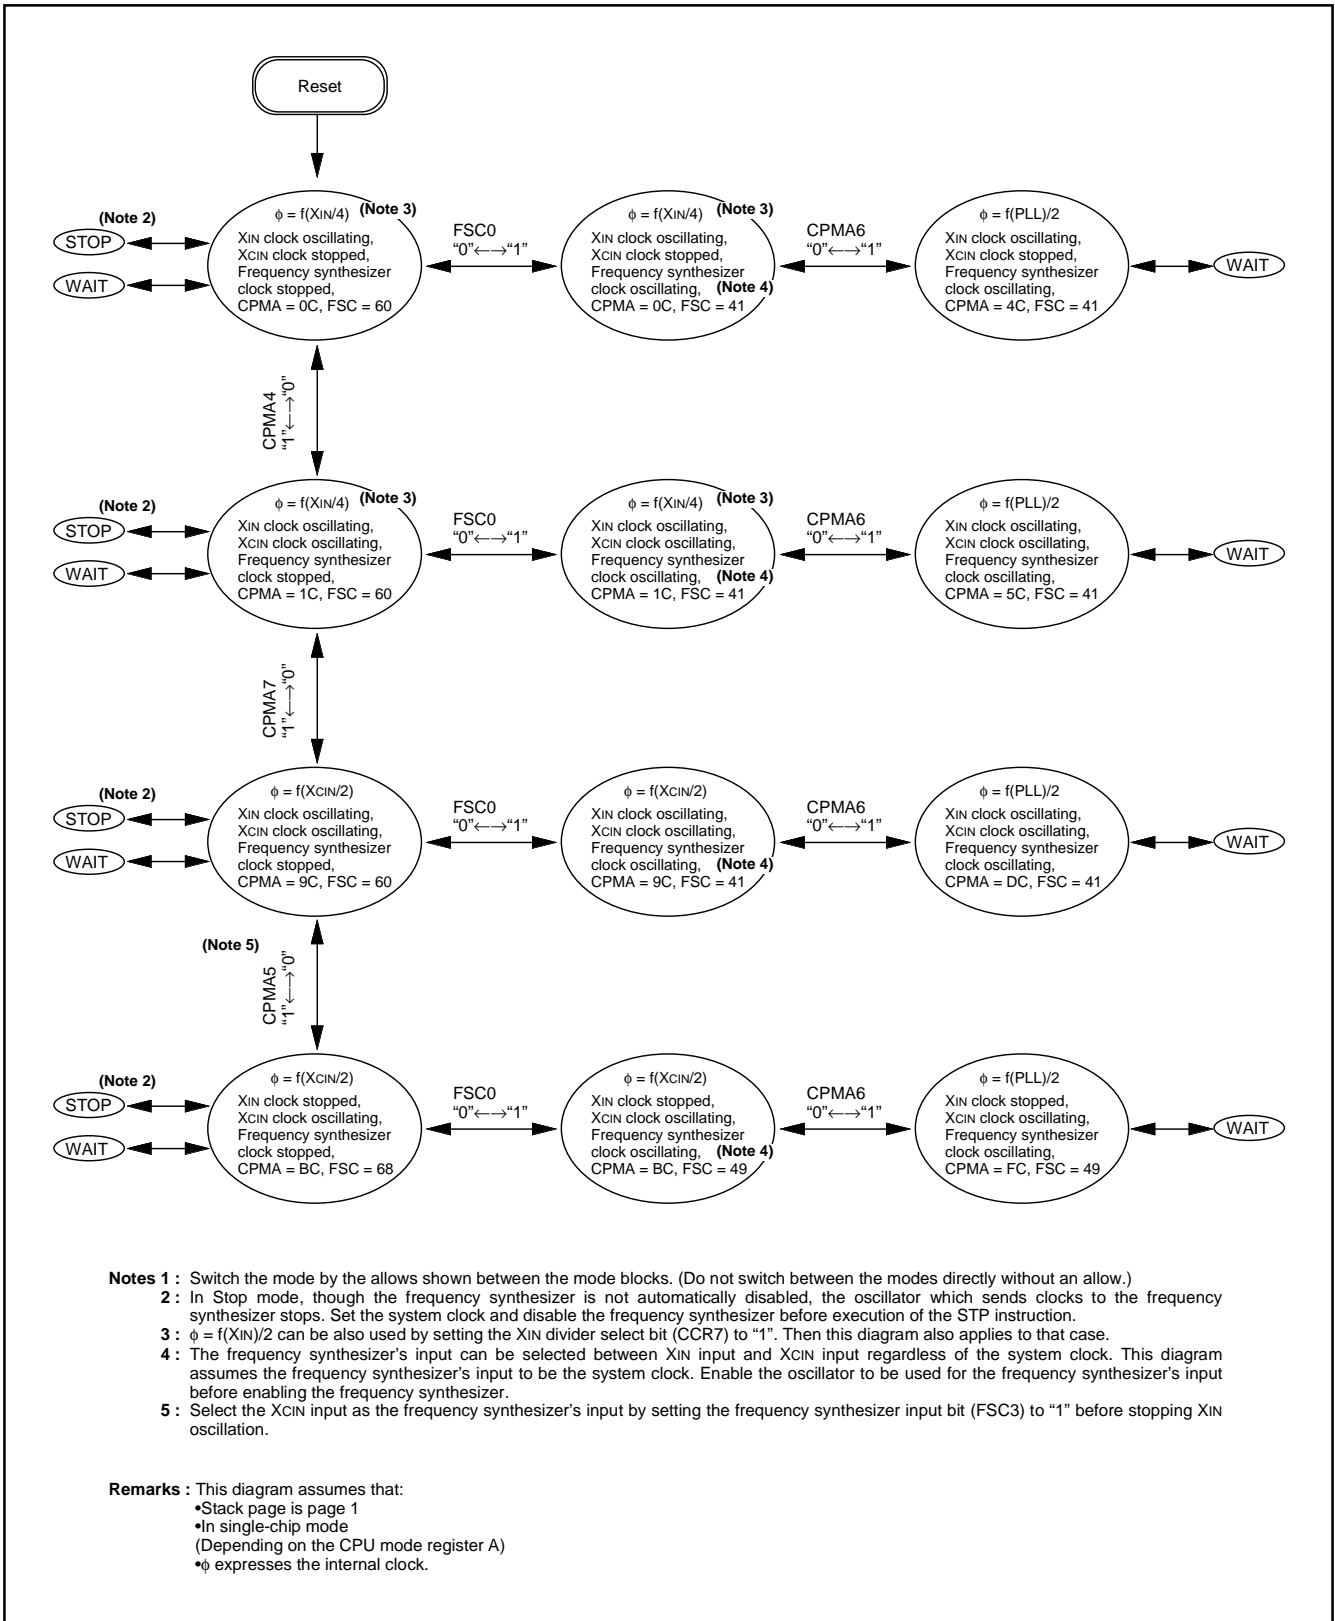 Reset
(Note 2)
STOP
WAIT
ϕ = f(XIN/4) (Note 3)
XIN clock oscillating,
XCIN clock stopped,
Frequency synthesizer
clock stopped,
CPMA = 0C, FSC = 60
FSC0
“0”←→“1”
ϕ = f(XIN/4) (Note 3)
XIN clock oscillating,
XCIN clock stopped,
Frequency synthesizer
clock oscillating, (Note 4)
CPMA = 0C, FSC = 41
CPMA6
“0”←→“1”
ϕ = f(PLL)/2
XIN clock oscillating,
XCIN clock stopped,
Frequency synthesizer
clock oscillating,
CPMA = 4C, FSC = 41
WAIT
CPMA4
“1”←→“0”
(Note 2)
STOP
WAIT
ϕ = f(XIN/4) (Note 3)
XIN clock oscillating,
XCIN clock oscillating,
Frequency synthesizer
clock stopped,
CPMA = 1C, FSC = 60
FSC0
“0”←→“1”
ϕ = f(XIN/4) (Note 3)
XIN clock oscillating,
XCIN clock oscillating,
Frequency synthesizer
clock oscillating, (Note 4)
CPMA = 1C, FSC = 41
CPMA6
“0”←→“1”
ϕ = f(PLL)/2
XIN clock oscillating,
XCIN clock oscillating,
Frequency synthesizer
clock oscillating,
CPMA = 5C, FSC = 41
WAIT
CPMA7
“1”←→“0”
(Note 2)
STOP
WAIT
ϕ = f(XCIN/2)
XIN clock oscillating,
XCIN clock oscillating,
Frequency synthesizer
clock stopped,
CPMA = 9C, FSC = 60
FSC0
“0”←→“1”
ϕ = f(XCIN/2)
XIN clock oscillating,
XCIN clock oscillating,
Frequency synthesizer
clock oscillating, (Note 4)
CPMA = 9C, FSC = 41
CPMA6
“0”←→“1”
ϕ = f(PLL)/2
XIN clock oscillating,
XCIN clock oscillating,
Frequency synthesizer
clock oscillating,
CPMA = DC, FSC = 41
WAIT
(Note 5)
CPMA5
“1”←→“0”
(Note 2)
STOP
WAIT
ϕ = f(XCIN/2)
XIN clock stopped,
XCIN clock oscillating,
Frequency synthesizer
clock stopped,
CPMA = BC, FSC = 68
FSC0
“0”←→“1”
ϕ = f(XCIN/2)
XIN clock stopped,
XCIN clock oscillating,
Frequency synthesizer
clock oscillating, (Note 4)
CPMA = BC, FSC = 49
CPMA6
“0”←→“1”
ϕ = f(PLL)/2
XIN clock stopped,
XCIN clock oscillating,
Frequency synthesizer
clock oscillating,
CPMA = FC, FSC = 49
WAIT
Notes 1 : Switch the mode by the allows shown between the mode blocks. (Do not switch between the modes directly without an allow.)
2 : In Stop mode, though the frequency synthesizer is not automatically disabled, the oscillator which sends clocks to the frequency
synthesizer stops. Set the system clock and disable the frequency synthesizer before execution of the STP instruction.
3 : ϕ = f(XIN)/2 can be also used by setting the XIN divider select bit (CCR7) to “1”. Then this diagram also applies to that case.
4 : The frequency synthesizer’s input can be selected between XIN input and XCIN input regardless of the system clock. This diagram
assumes the frequency synthesizer’s input to be the system clock. Enable the oscillator to be used for the frequency synthesizer’s input
before enabling the frequency synthesizer.
5 : Select the XCIN input as the frequency synthesizer’s input by setting the frequency synthesizer input bit (FSC3) to “1” before stopping XIN
oscillation.
Remarks : This diagram assumes that:
•Stack page is page 1
•In single-chip mode
(Depending on the CPU mode register A)
•ϕ expresses the internal clock.